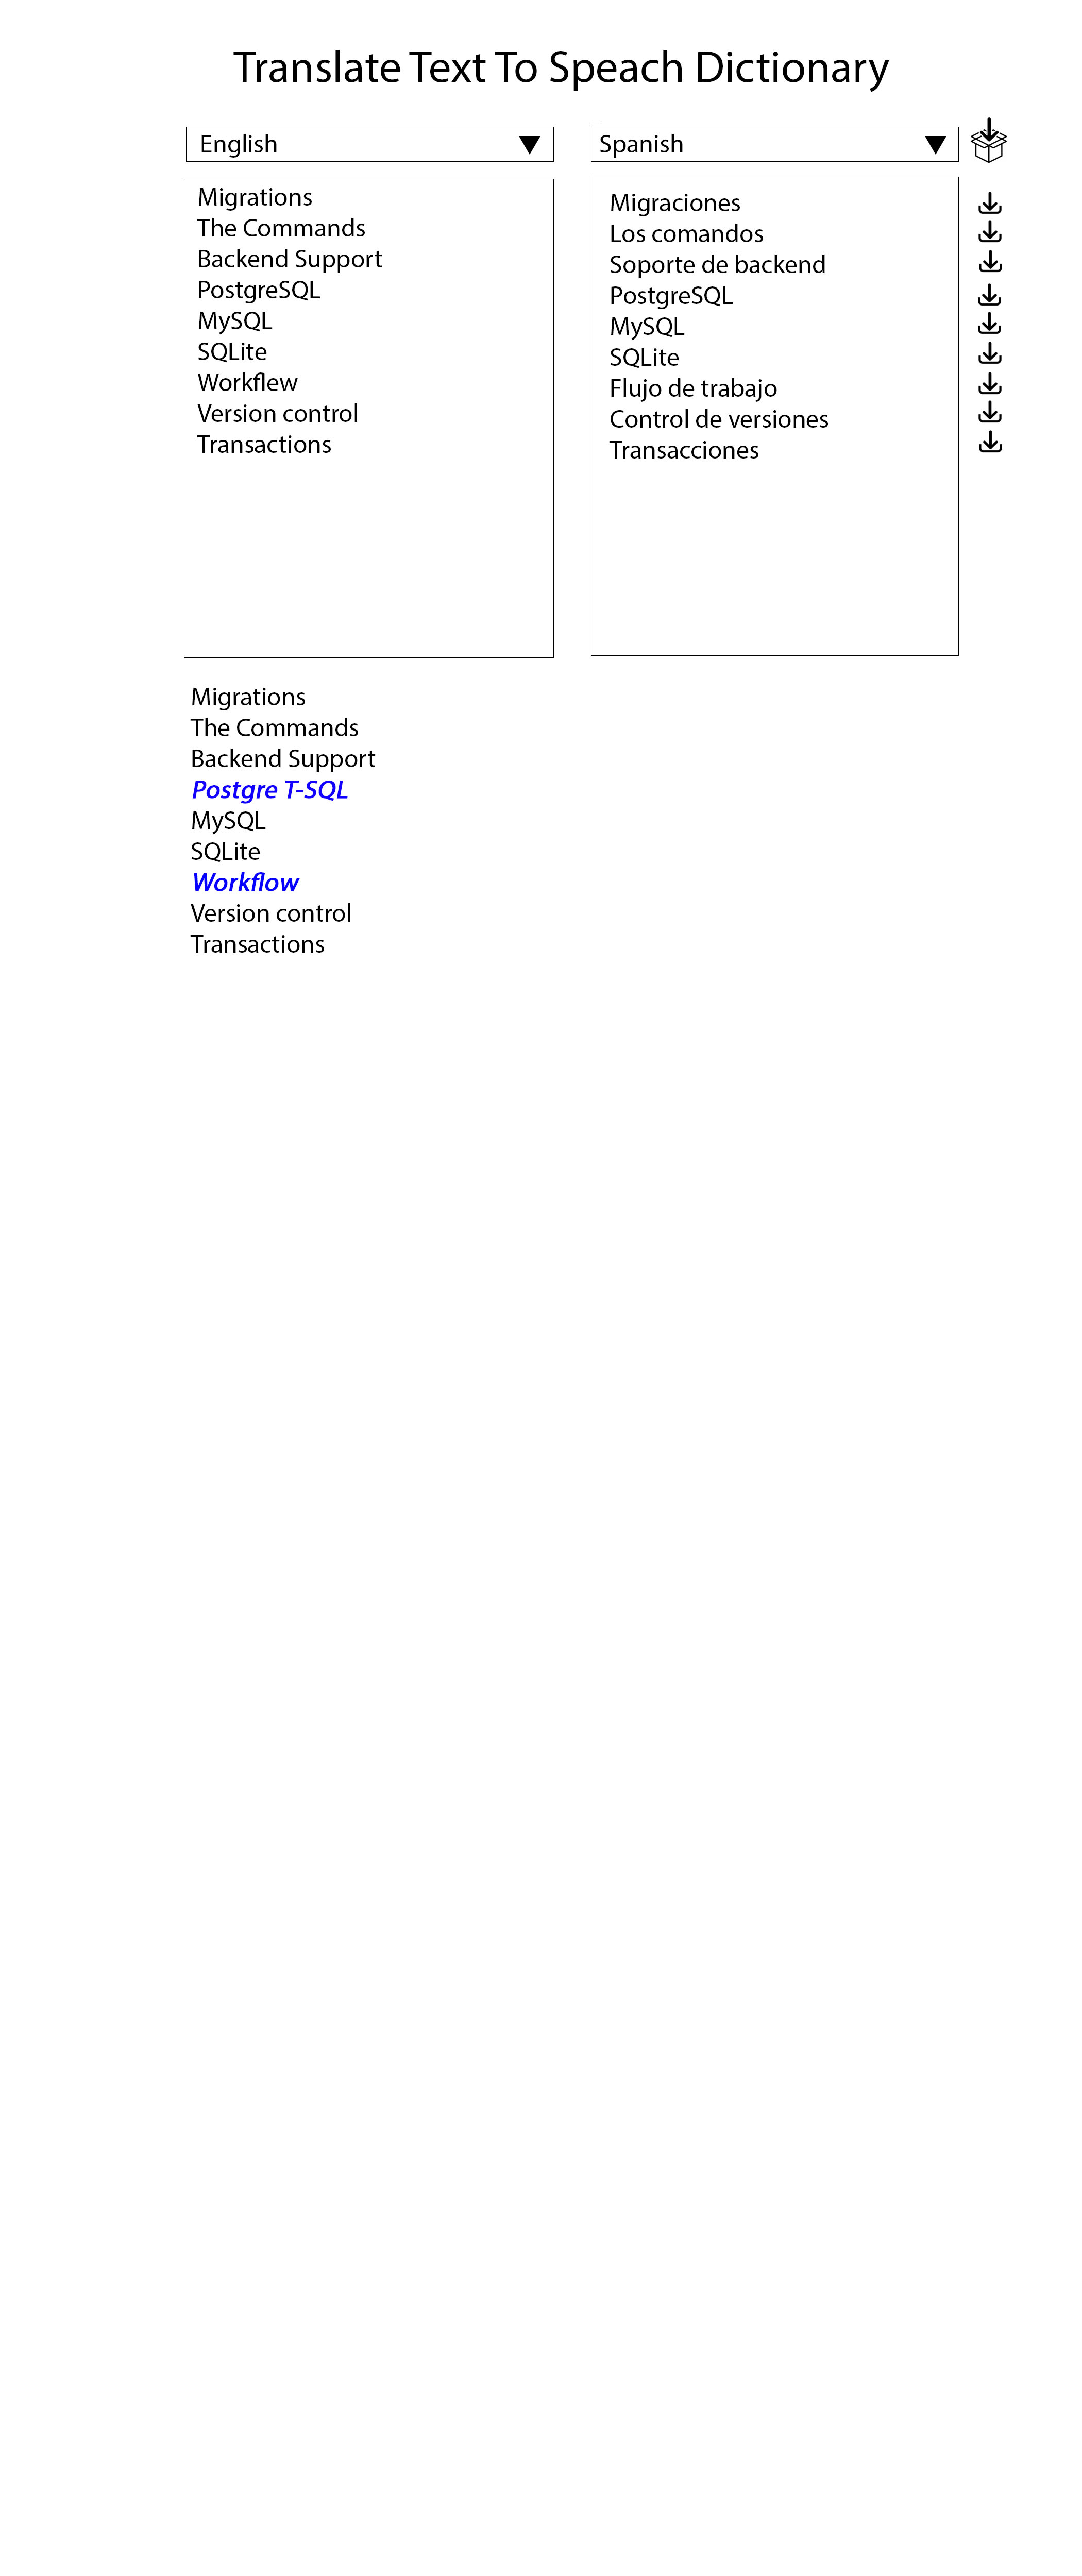 Translate Text To Speach Dictionary
English
Spanish
Migrations
The Commands
Backend Support
PostgreSQL
MySQL
SQLite
Workflew
Version control
Transactions
Migraciones
Los comandos
Soporte de backend
PostgreSQL
MySQL
SQLite
Flujo de trabajo
Control de versiones
Transacciones
Migrations
The Commands
Backend Support
Postgre T-SQL
MySQL
SQLite
Workflow
Version control
Transactions